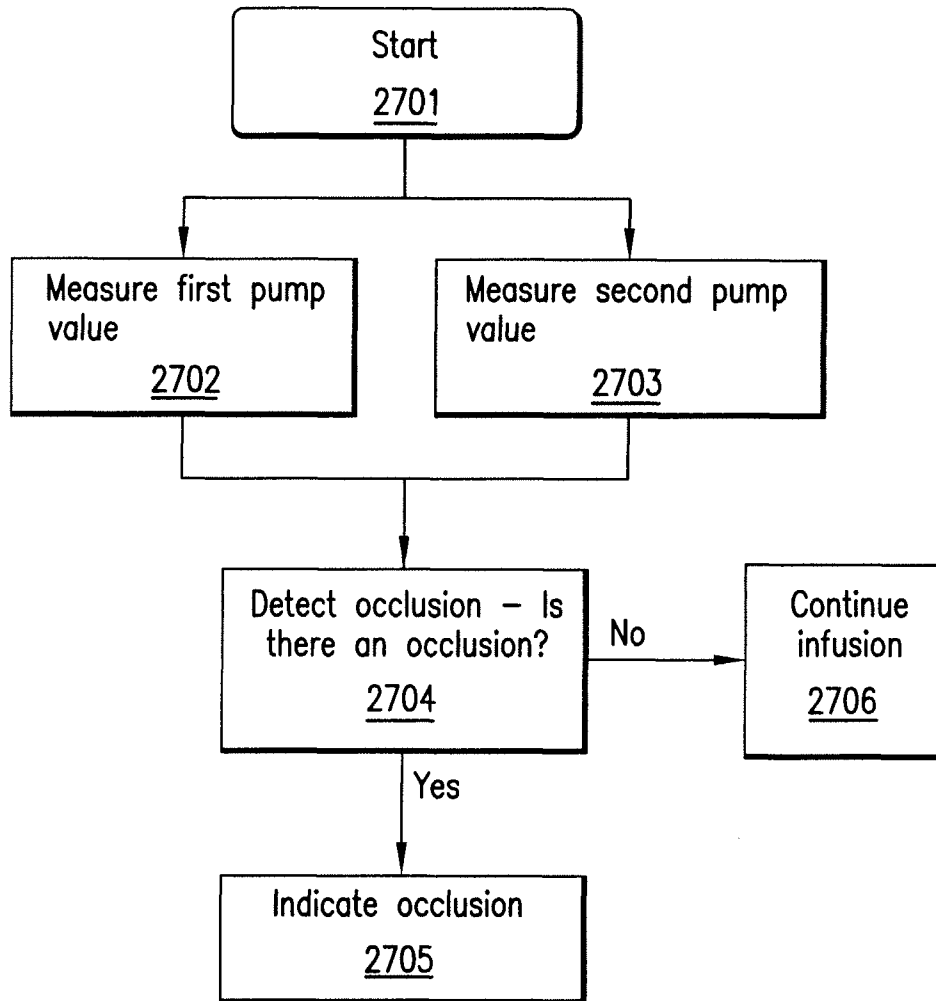 Start
2701
Measure first pump
value
2702
Measure second pump
value
2703
Detect occlusion – Is
there an occlusion?
2704
No
Continue
infusion
2706
Yes
Indicate occlusion
2705